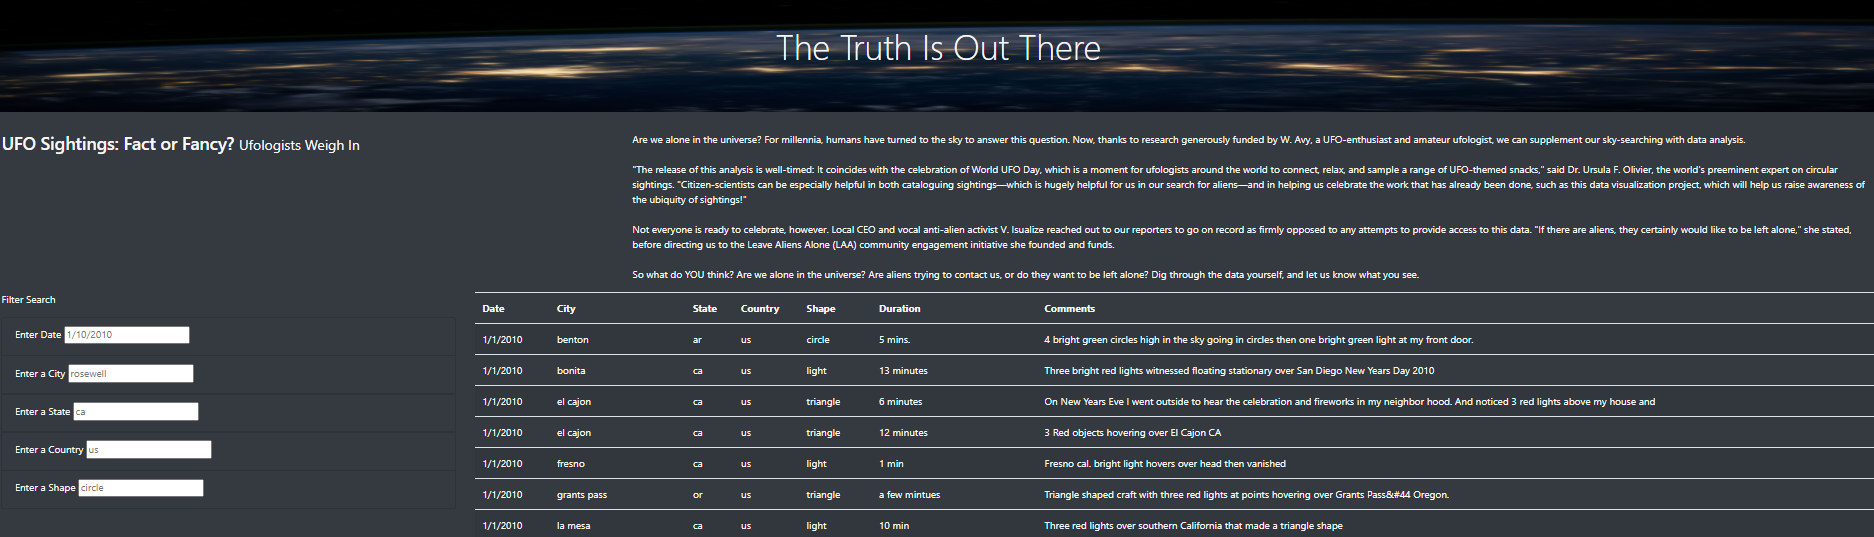 The Truth Is Out There
UFO Sightings: Fact or Fancy? Ufologists Weigh In
Are we alone in the universe? For millennia, humans have turned to the sky to answer this question. Now, thanks to research generously funded by W. Avy, a UFO-enthusiast and amateur ufologist, we can supplement our sky-searching with data analysis.
"The release of this analysis is well-timed: It coincides with the celebration of World UFO Day, which is a moment for ufologists around the world to connect, relax, and sample a range of UFO-themed snacks," said Dr. Ursula F. Olivier, the world's preeminent expert on circular
sightings. "Citizen-scientists can be especially helpful in both cataloguing sightings—which is hugely helpful for us in our search for aliens—and in helping us celebrate the work that has already been done, such as this data visualization project, which will help us raise awareness of
the ubiquity of sightings!"
Not everyone is ready to celebrate, however. Local CEO and vocal anti-alien activist V. Isualize reached out to our reporters to go on record as firmly opposed to any attempts to provide access to this data. "If there are aliens, they certainly would like to be left alone," she stated,
before directing us to the Leave Aliens Alone (LAA) community engagement initiative she founded and funds.
So what do YOU think? Are we alone in the universe? Are aliens trying to contact us, or do they want to be left alone? Dig through the data yourself, and let us know what you see.
Filter Search
Enter Date 1/10/2010
Enter a City rosewell
Enter a State ca
Enter a Country us
Enter a Shape circle
Date City State Country Shape Duration Comments
1/1/2010 benton ar us circle 5 mins. 4 bright green circles high in the sky going in circles then one bright green light at my front door.
1/1/2010 bonita ca us light 13 minutes Three bright red lights witnessed floating stationary over San Diego New Years Day 2010
1/1/2010 el cajon ca us triangle 6 minutes On New Years Eve I went outside to hear the celebration and fireworks in my neighbor hood. And noticed 3 red lights above my house and
1/1/2010 el cajon ca us triangle 12 minutes 3 Red objects hovering over El Cajon CA
1/1/2010 fresno ca us light 1 min Fresno cal. bright light hovers over head then vanished
1/1/2010 grants pass or us triangle a few mintues Triangle shaped craft with three red lights at points hovering over Grants Pass&#44 Oregon.
1/1/2010 la mesa ca us light 10 min Three red lights over southern California that made a triangle shape